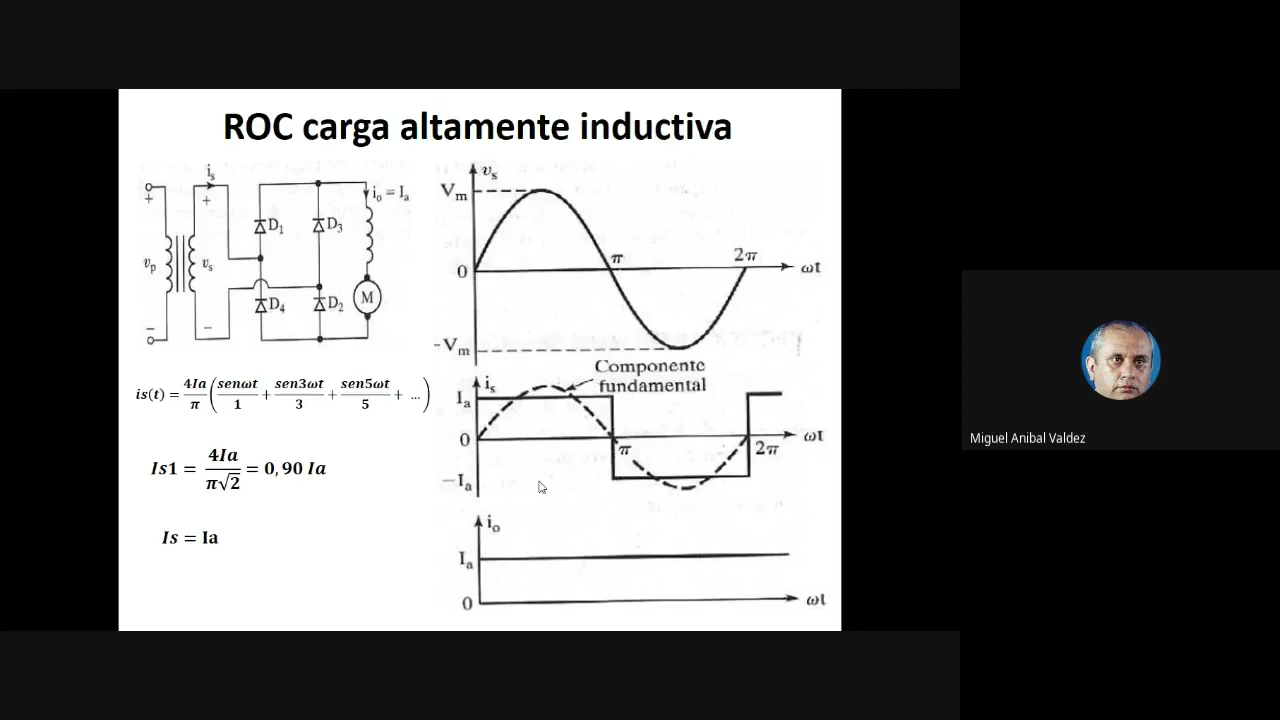 ROC carga altamente inductiva
iₛ
+
+
i₀ = Iₐ
D₁
D₃
vₚ
vₛ
D₄
D₂
M
−
−
is(t) = 4Ia/π (senωt/1 + sen3ωt/3 + sen5ωt/5 + ...)
Is1 = 4Ia/π√2 = 0,90 Ia
Is = Ia
vₛ
Vₘ
0
π
2π
ωt
-Vₘ
Componente
fundamental
iₛ
Iₐ
0
π
2π
ωt
−Iₐ
i₀
Iₐ
0
ωt
Miguel Anibal Valdez